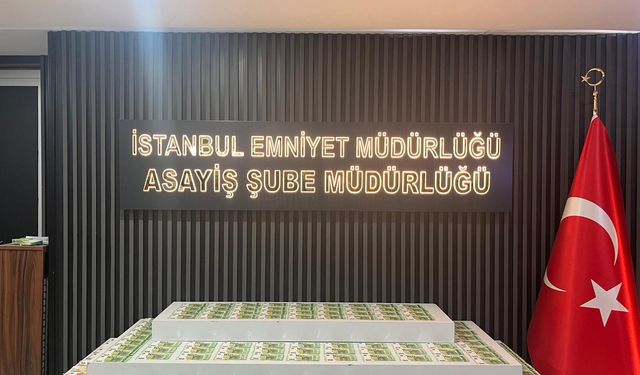 İSTANBUL EMNİYET MÜDÜRLÜĞÜ
ASAYİŞ ŞUBE MÜDÜRLÜĞÜ